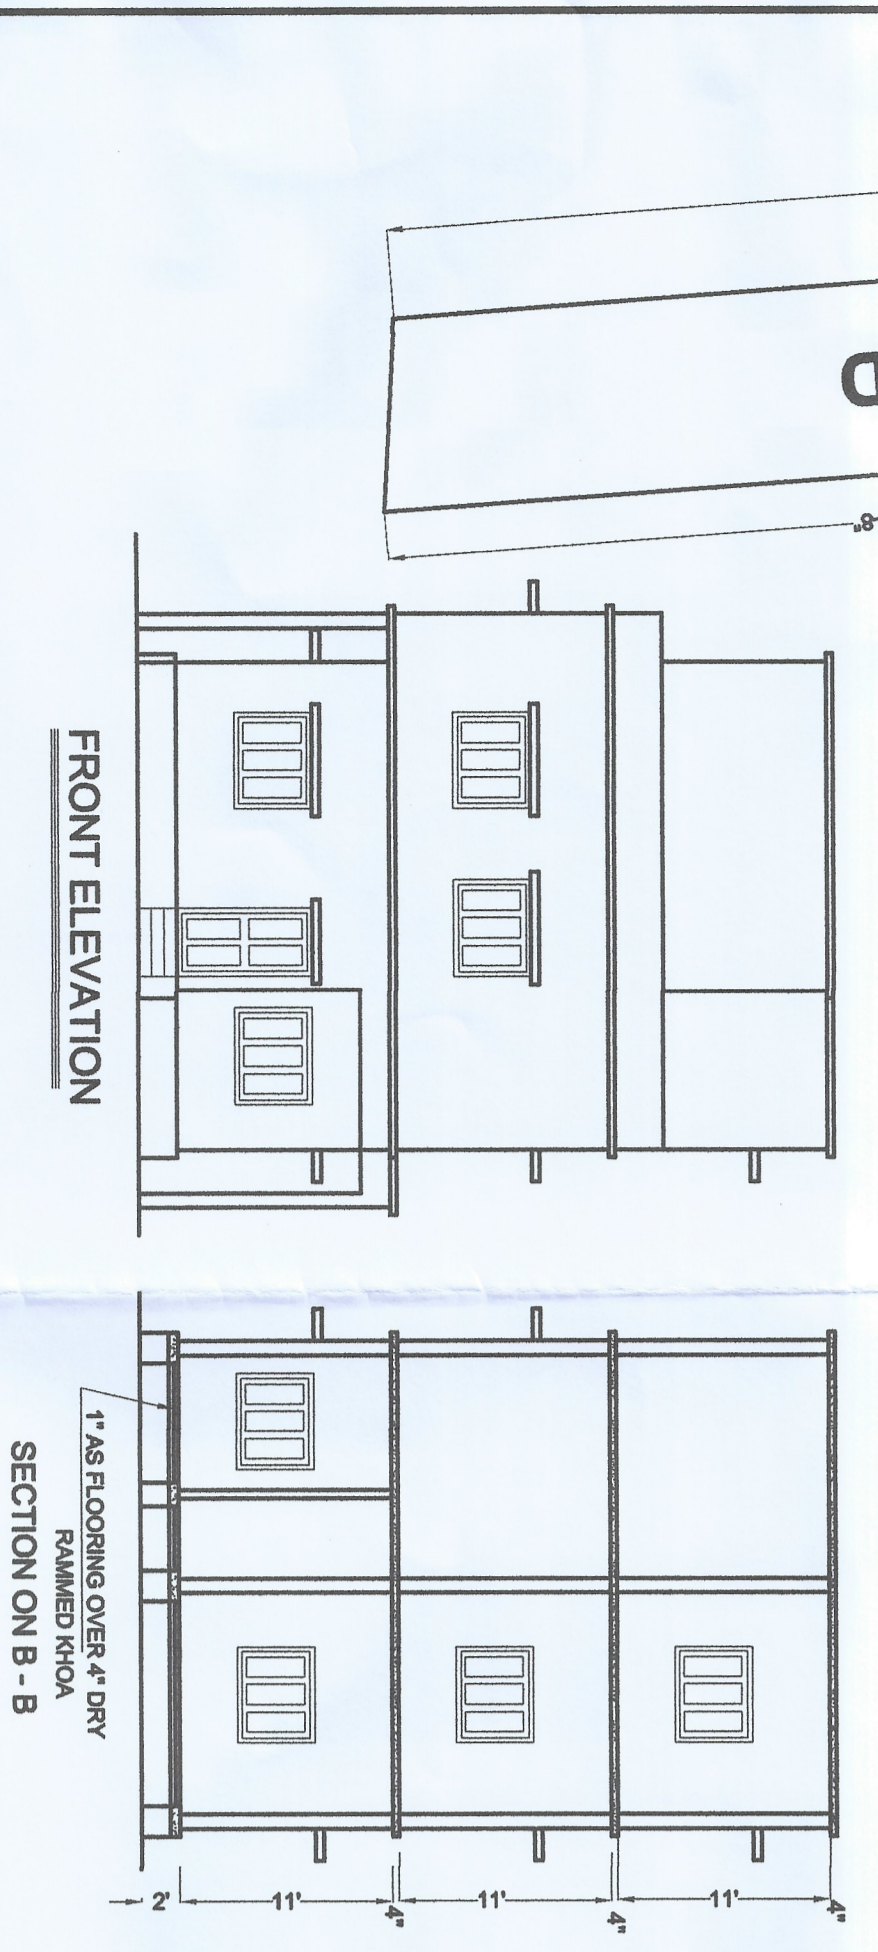 8"
FRONT ELEVATION
1" AS FLOORING OVER 4" DRY
RAMMED KHOA
SECTION ON B - B
4"
11'
4"
11'
4"
11'
2'